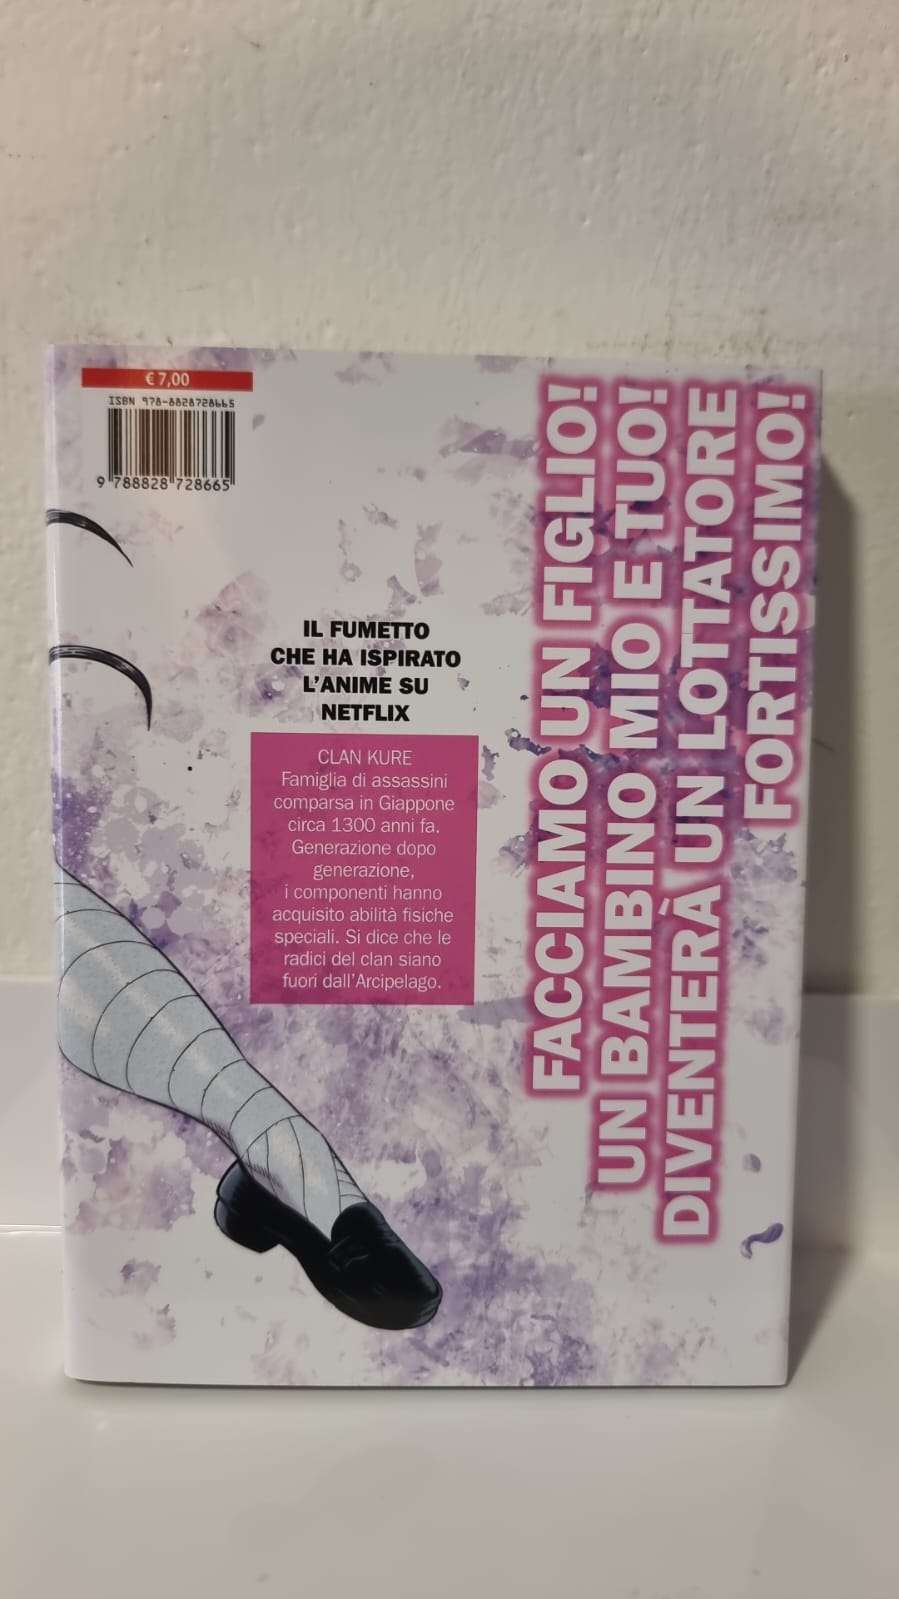 € 7,00
ISBN 978-8828728665
9 788828 728665
FACCIAMO UN FIGLIO!
UN BAMBINO MIO E TUO!
DIVENTERÀ UN LOTTATORE
FORTISSIMO!
IL FUMETTO
CHE HA ISPIRATO
L'ANIME SU
NETFLIX
CLAN KURE
Famiglia di assassini
comparsa in Giappone
circa 1300 anni fa.
Generazione dopo
generazione,
i componenti hanno
acquisito abilità fisiche
speciali. Si dice che le
radici del clan siano
fuori dall'Arcipelago.